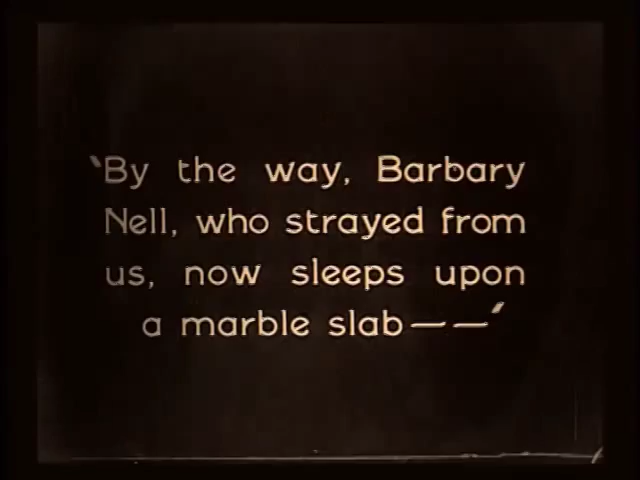 ‘By the way, Barbary
Nell, who strayed from
us, now sleeps upon
a marble slab — —’